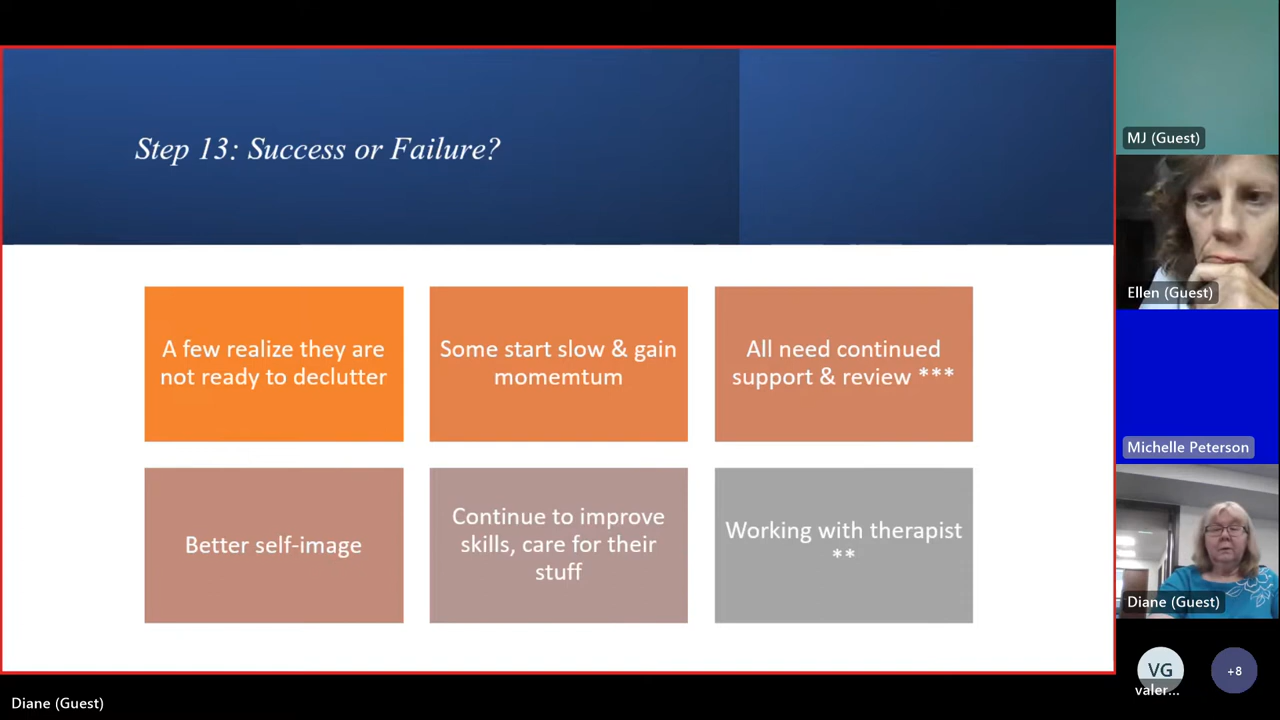 Step 13: Success or Failure?
A few realize they are
not ready to declutter
Some start slow & gain
momemtum
All need continued
support & review ***
Better self-image
Continue to improve
skills, care for their
stuff
Working with therapist
**
MJ (Guest)
Ellen (Guest)
Michelle Peterson
Diane (Guest)
VG
valer...
+8
Diane (Guest)